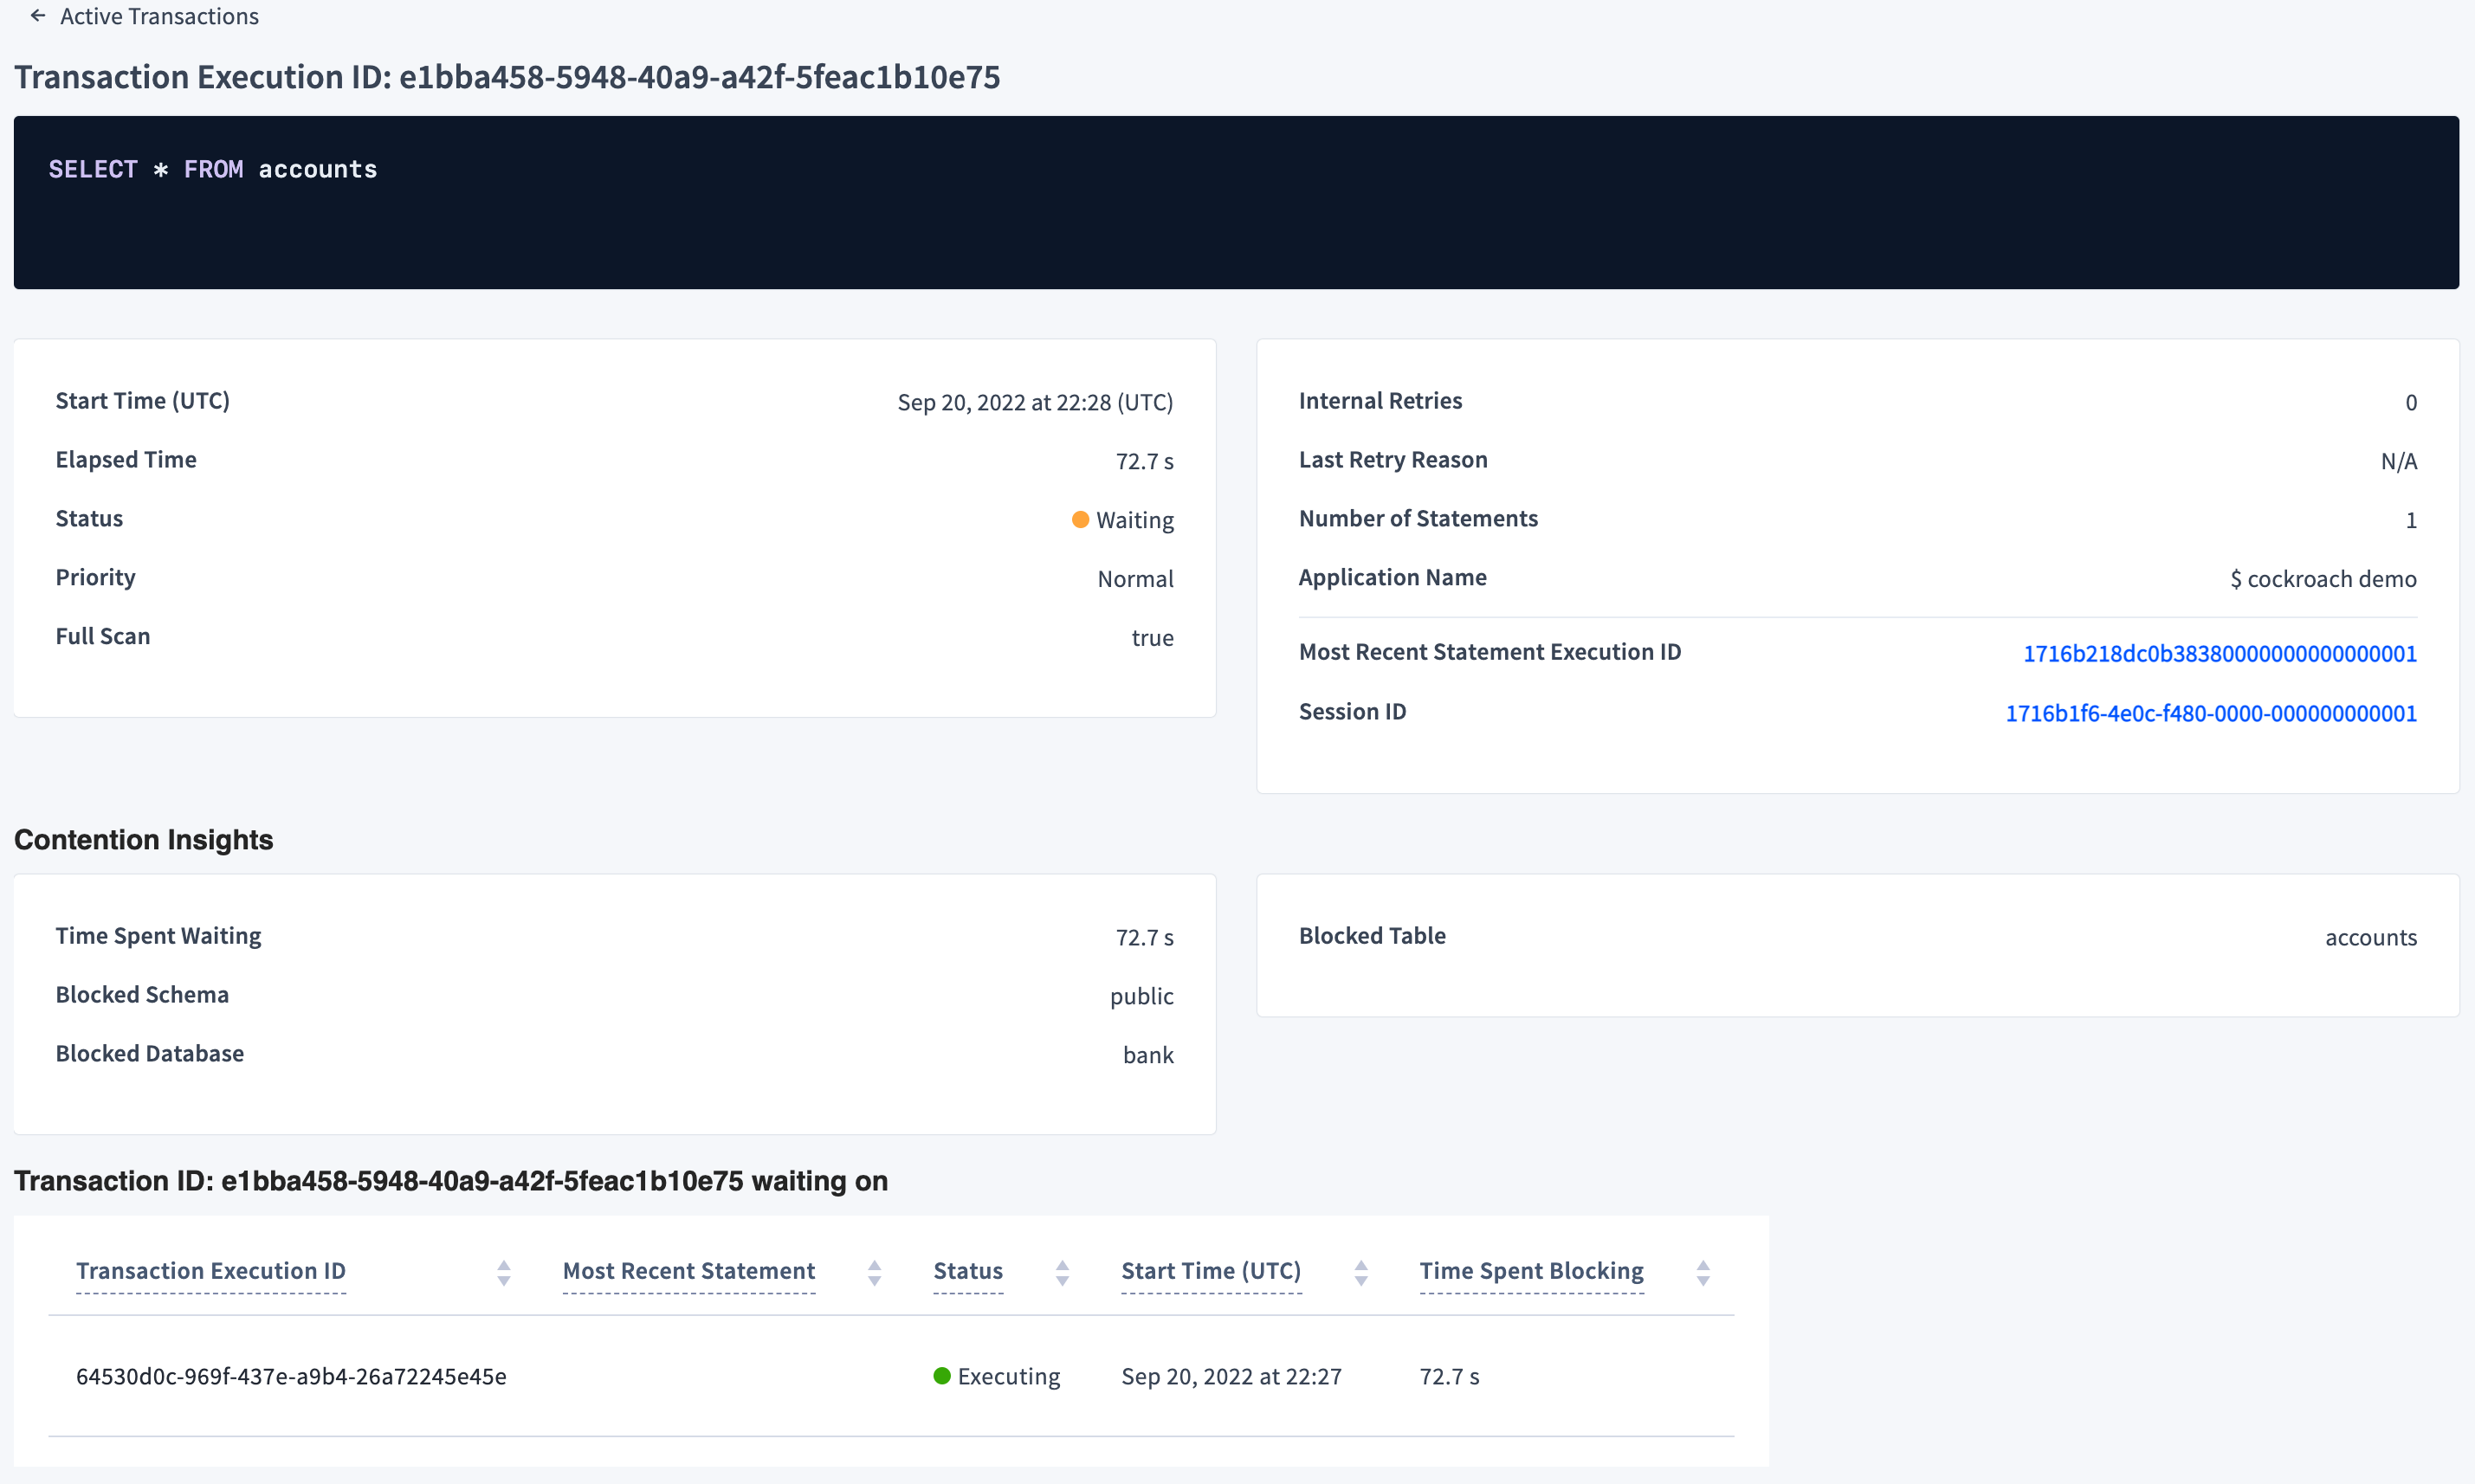 ← Active Transactions
Transaction Execution ID: e1bba458-5948-40a9-a42f-5feac1b10e75
SELECT * FROM accounts
Start Time (UTC) Sep 20, 2022 at 22:28 (UTC)
Elapsed Time 72.7 s
Status Waiting
Priority Normal
Full Scan true
Internal Retries 0
Last Retry Reason N/A
Number of Statements 1
Application Name $ cockroach demo
Most Recent Statement Execution ID 1716b218dc0b38380000000000000001
Session ID 1716b1f6-4e0c-f480-0000-000000000001
Contention Insights
Time Spent Waiting 72.7 s
Blocked Schema public
Blocked Database bank
Blocked Table accounts
Transaction ID: e1bba458-5948-40a9-a42f-5feac1b10e75 waiting on
Transaction Execution ID Most Recent Statement Status Start Time (UTC) Time Spent Blocking
64530d0c-969f-437e-a9b4-26a72245e45e Executing Sep 20, 2022 at 22:27 72.7 s